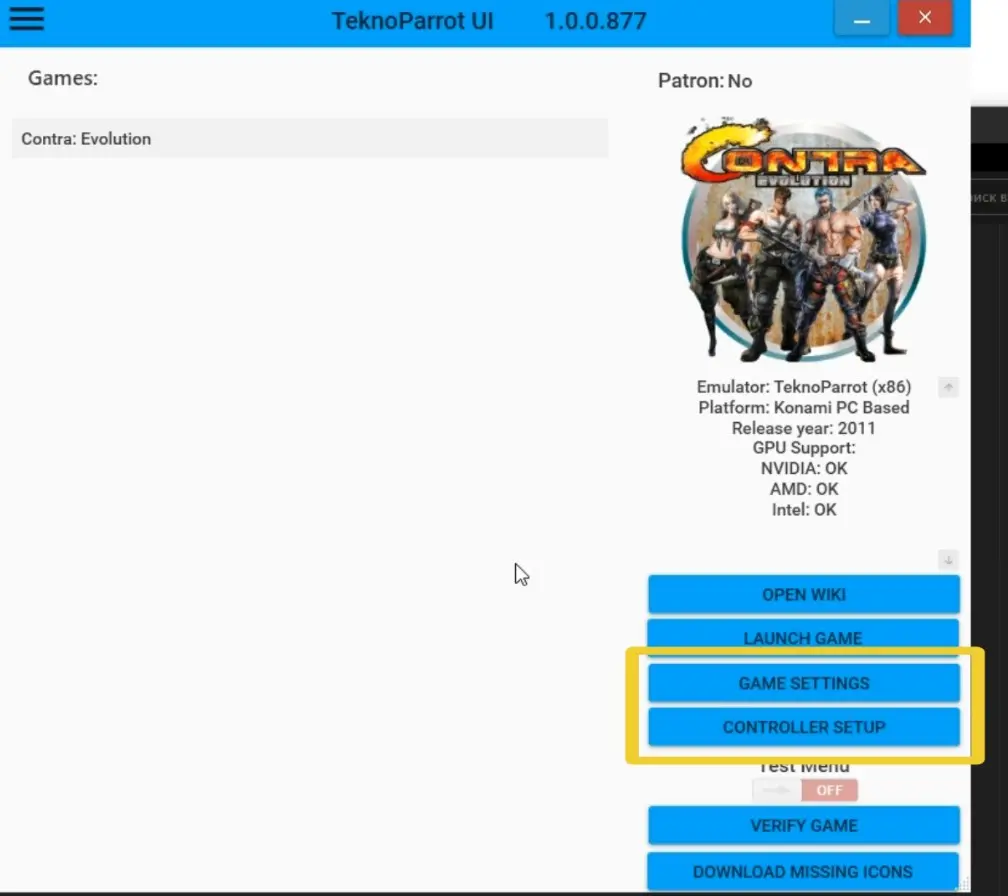 TeknoParrot UI 1.0.0.877
Games:
Patron: No
Contra: Evolution
CONTRA
EVOLUTION
Emulator: TeknoParrot (x86)
Platform: Konami PC Based
Release year: 2011
GPU Support:
NVIDIA: OK
AMD: OK
Intel: OK
OPEN WIKI
LAUNCH GAME
GAME SETTINGS
CONTROLLER SETUP
Test Menu
OFF
VERIFY GAME
DOWNLOAD MISSING ICONS